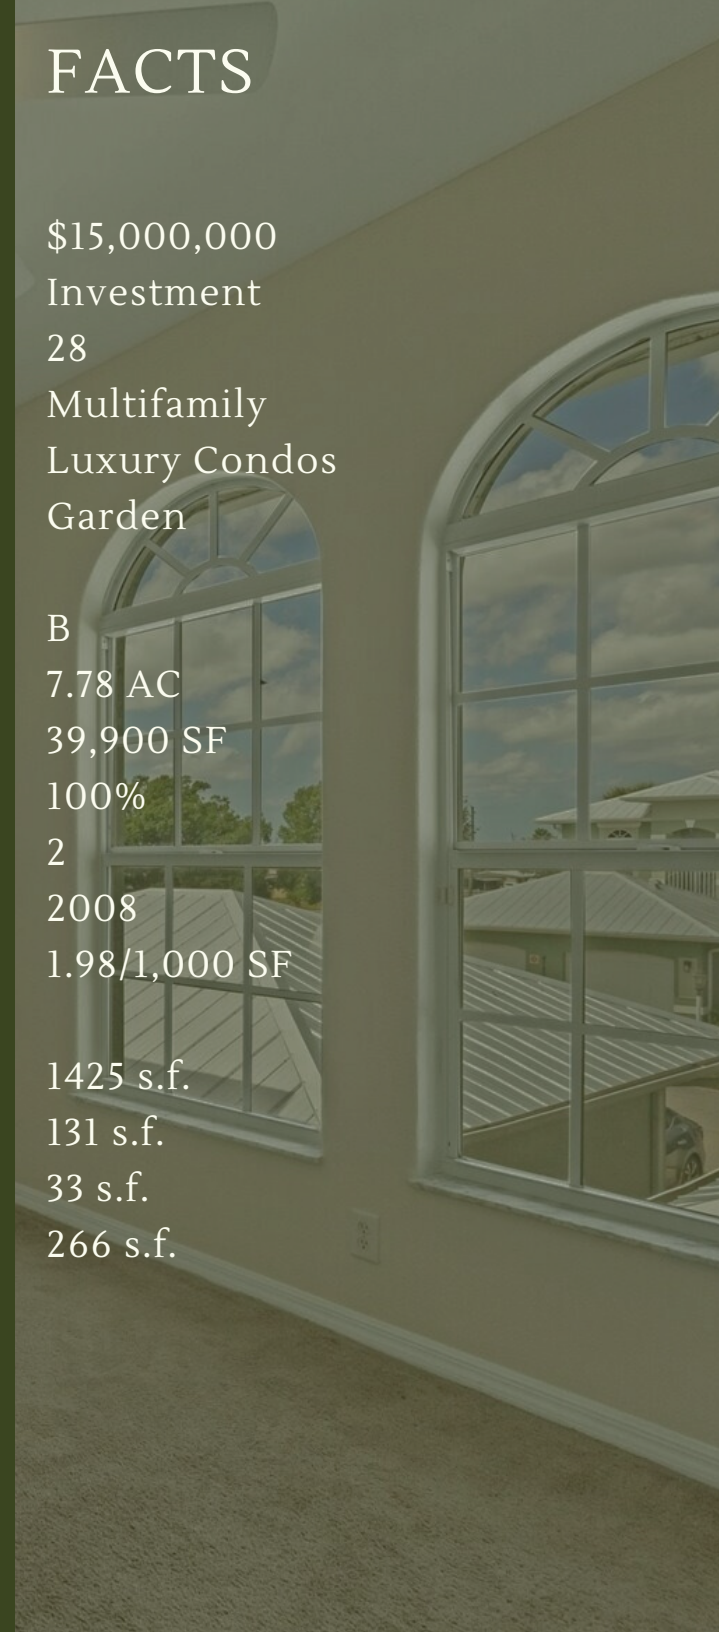 FACTS
$15,000,000
Investment
28
Multifamily
Luxury Condos
Garden
B
7.78 AC
39,900 SF
100%
2
2008
1.98/1,000 SF
1425 s.f.
131 s.f.
33 s.f.
266 s.f.